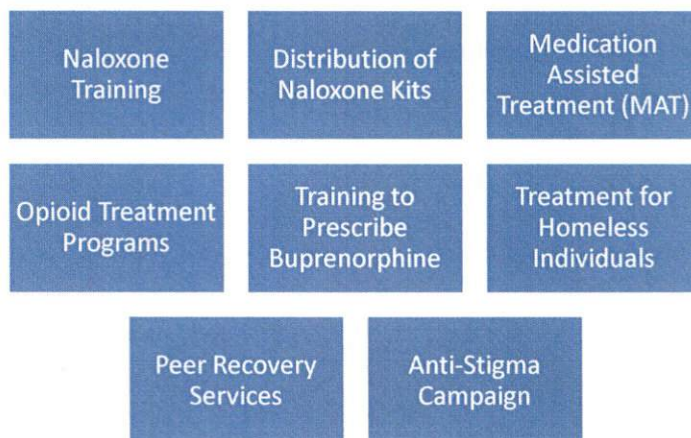 Naloxone
Training
Distribution of
Naloxone Kits
Medication
Assisted
Treatment (MAT)
Opioid Treatment
Programs
Training to
Prescribe
Buprenorphine
Treatment for
Homeless
Individuals
Peer Recovery
Services
Anti-Stigma
Campaign